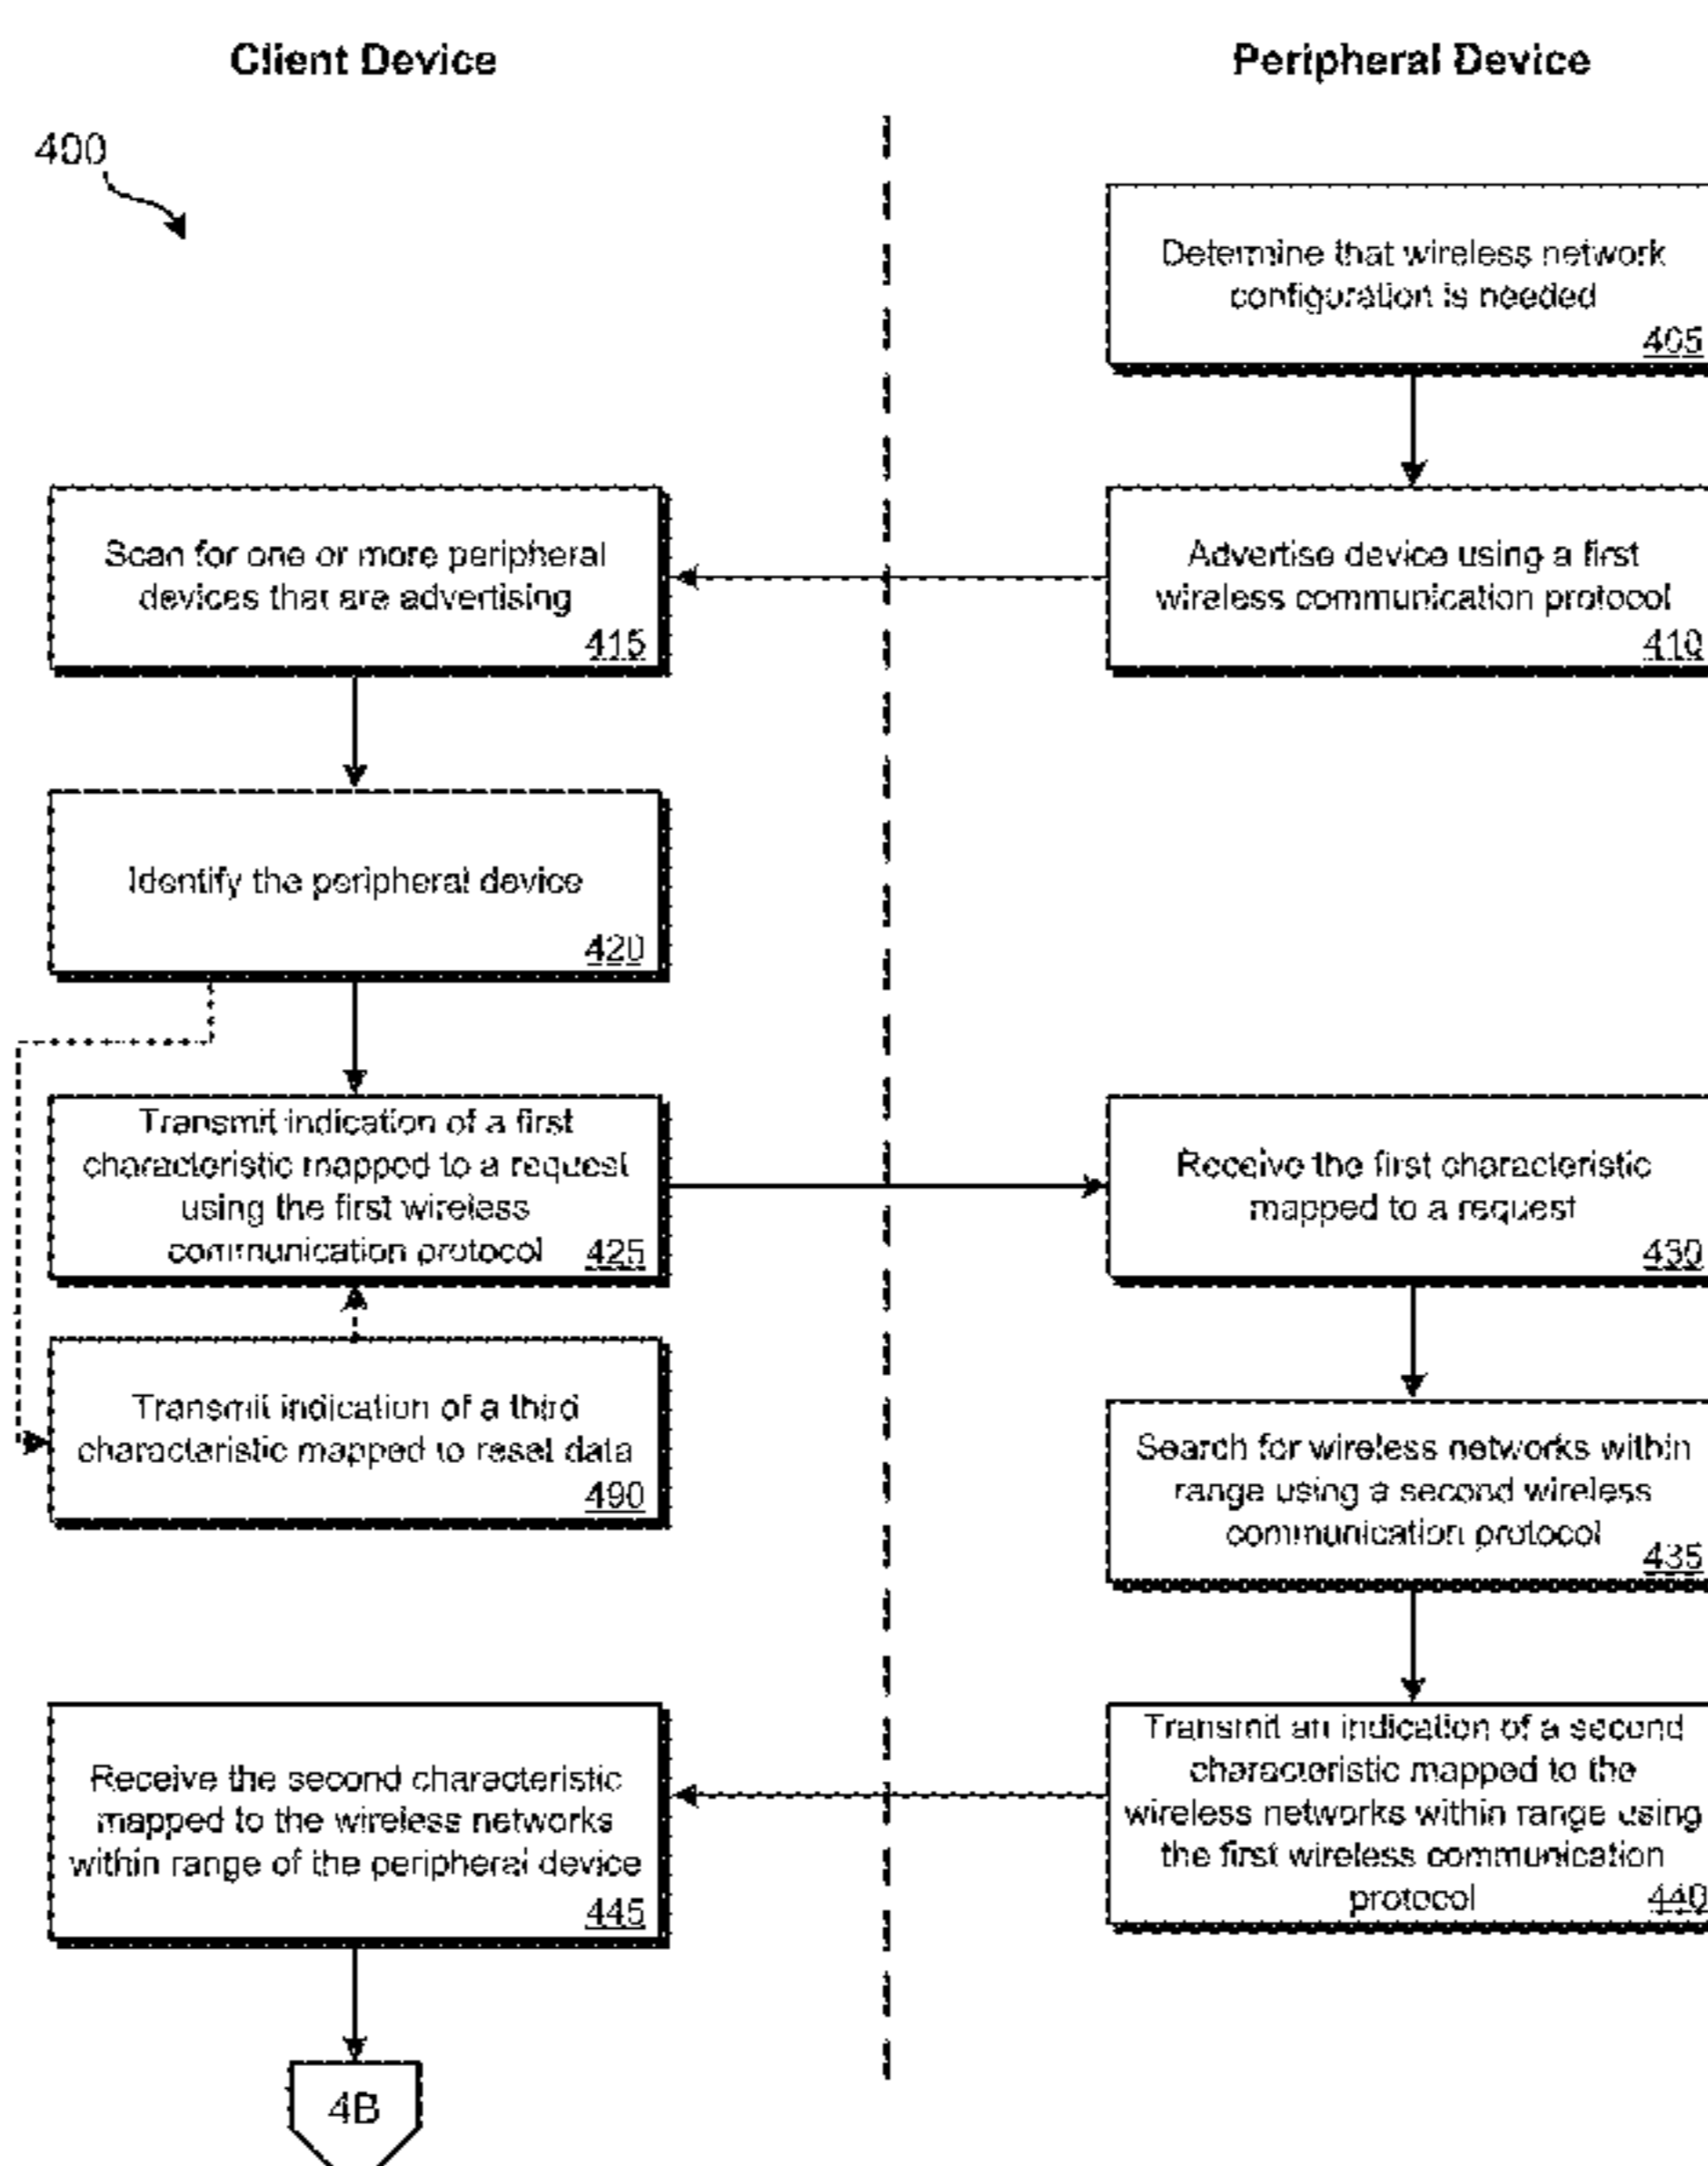 Client Device
Peripheral Device
400
Determine that wireless network
configuration is needed
405
Scan for one or more peripheral
devices that are advertising
415
Advertise device using a first
wireless communication protocol
410
Identify the peripheral device
420
Transmit indication of a first
characteristic mapped to a request
using the first wireless
communication protocol 425
Receive the first characteristic
mapped to a request
430
Transmit indication of a third
characteristic mapped to reset data
490
Search for wireless networks within
range using a second wireless
communication protocol
435
Receive the second characteristic
mapped to the wireless networks
within range of the peripheral device
445
Transmit an indication of a second
characteristic mapped to the
wireless networks within range using
the first wireless communication
protocol 440
4B